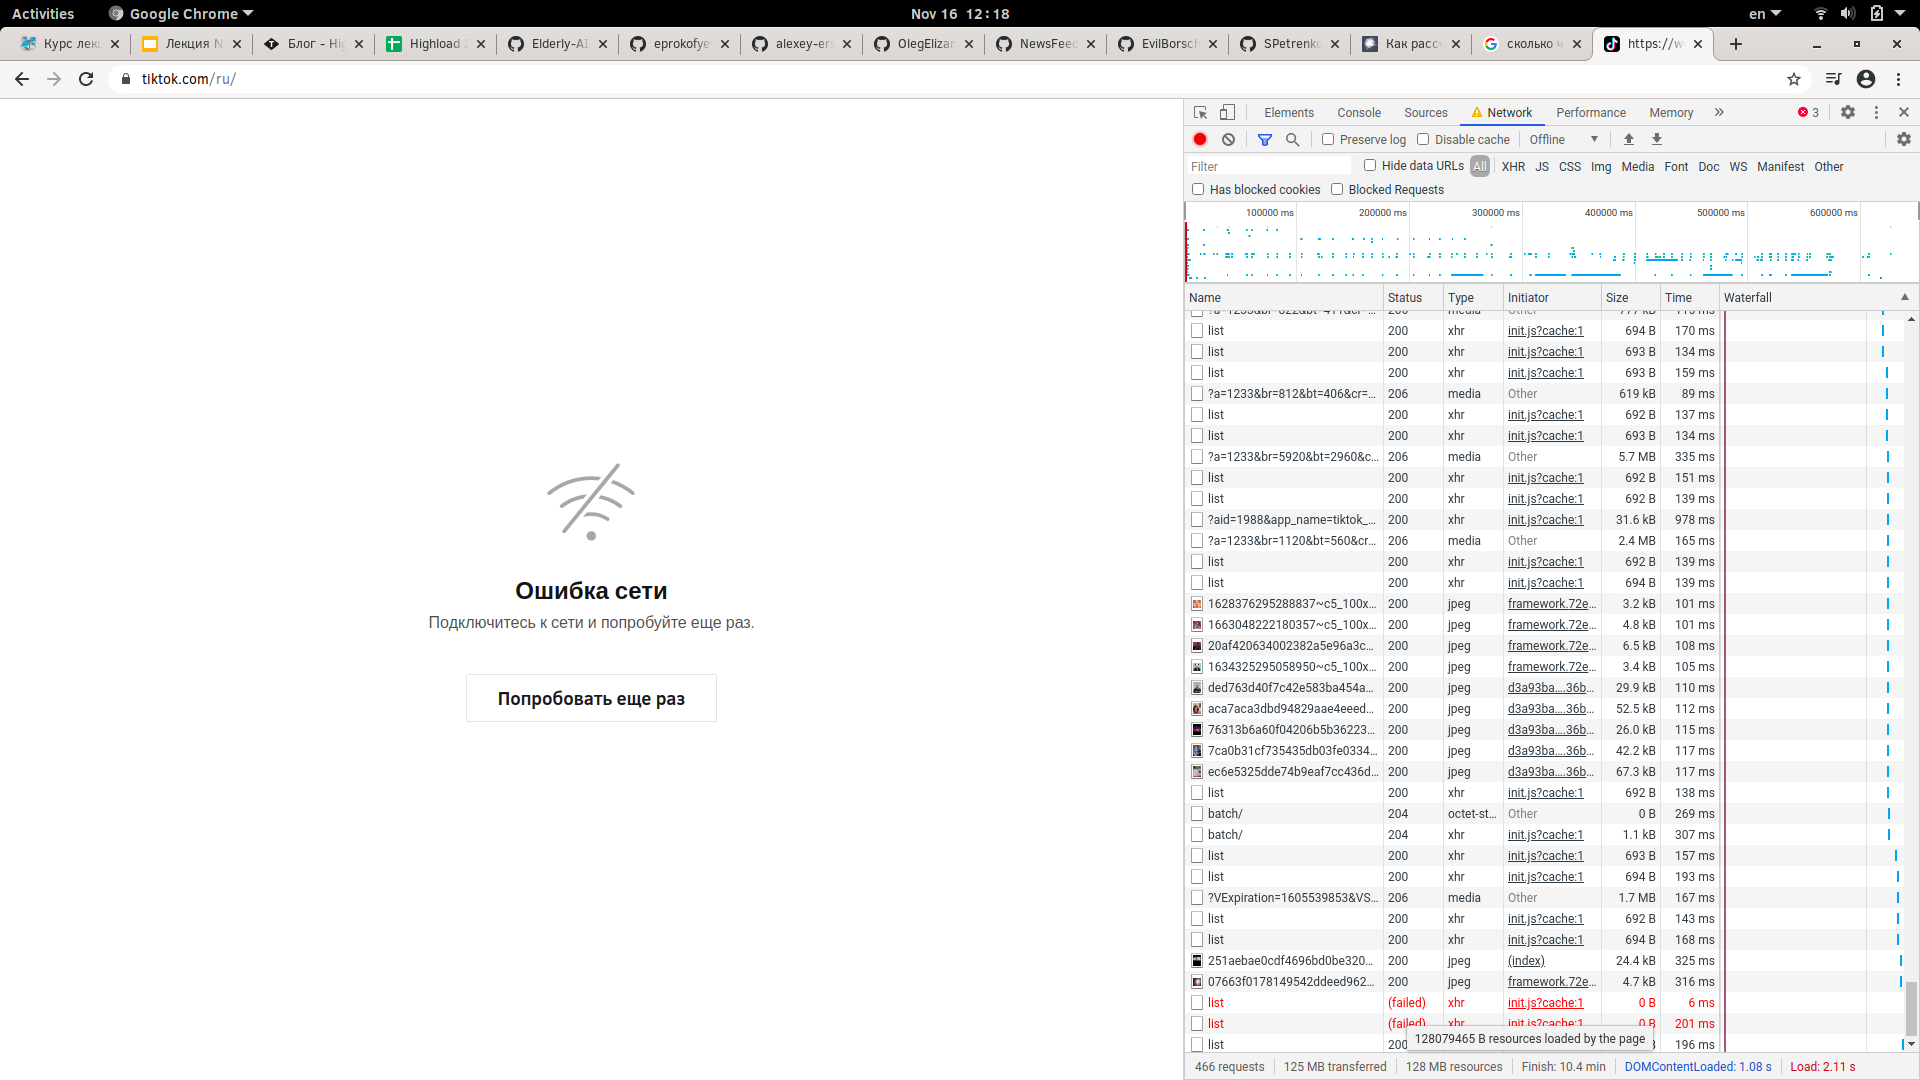 Activities
Google Chrome
Nov 16 12:18
en
Курс лек
Лекция N
Блог – Hig
Highload 2
Elderly-AI
eprokofye
alexey-ers
OlegElizar
NewsFeed
EvilBorsch
SPetrenko
Как рассч
сколько ч
https://w
tiktok.com/ru/
Ошибка сети
Подключитесь к сети и попробуйте еще раз.
Попробовать еще раз
Elements Console Sources Network Performance Memory » 3
Preserve log Disable cache Offline
Filter Hide data URLs All XHR JS CSS Img Media Font Doc WS Manifest Other
Has blocked cookies Blocked Requests
100000 ms 200000 ms 300000 ms 400000 ms 500000 ms 600000 ms
Name Status Type Initiator Size Time Waterfall
list 200 xhr init.js?cache:1 694 B 170 ms
list 200 xhr init.js?cache:1 693 B 134 ms
list 200 xhr init.js?cache:1 693 B 159 ms
?a=1233&br=812&bt=406&cr=... 206 media Other 619 kB 89 ms
list 200 xhr init.js?cache:1 692 B 137 ms
list 200 xhr init.js?cache:1 693 B 134 ms
?a=1233&br=5920&bt=2960&c... 206 media Other 5.7 MB 335 ms
list 200 xhr init.js?cache:1 692 B 151 ms
list 200 xhr init.js?cache:1 692 B 139 ms
?aid=1988&app_name=tiktok_... 200 xhr init.js?cache:1 31.6 kB 978 ms
?a=1233&br=1120&bt=560&cr... 206 media Other 2.4 MB 165 ms
list 200 xhr init.js?cache:1 692 B 139 ms
list 200 xhr init.js?cache:1 694 B 139 ms
1628376295288837~c5_100x... 200 jpeg framework.72e... 3.2 kB 101 ms
1663048222180357~c5_100x... 200 jpeg framework.72e... 4.8 kB 101 ms
20af420634002382a5e96a3c... 200 jpeg framework.72e... 6.5 kB 108 ms
1634325295058950~c5_100x... 200 jpeg framework.72e... 3.4 kB 105 ms
ded763d40f7c42e583ba454a... 200 jpeg d3a93ba....36b... 29.9 kB 110 ms
aca7aca3dbd94829aae4eeed... 200 jpeg d3a93ba....36b... 52.5 kB 112 ms
76313b6a60f04206b5b36223... 200 jpeg d3a93ba....36b... 26.0 kB 115 ms
7ca0b31cf735435db03fe0334... 200 jpeg d3a93ba....36b... 42.2 kB 117 ms
ec6e5325dde74b9eaf7cc436d... 200 jpeg d3a93ba....36b... 67.3 kB 117 ms
list 200 xhr init.js?cache:1 692 B 138 ms
batch/ 204 octet-st... Other 0 B 269 ms
batch/ 204 xhr init.js?cache:1 1.1 kB 307 ms
list 200 xhr init.js?cache:1 693 B 157 ms
list 200 xhr init.js?cache:1 694 B 193 ms
?VExpiration=1605539853&VS... 206 media Other 1.7 MB 167 ms
list 200 xhr init.js?cache:1 692 B 143 ms
list 200 xhr init.js?cache:1 694 B 168 ms
251aebae0cdf4696bd0be320... 200 jpeg (index) 24.4 kB 325 ms
07663f0178149542ddeed962... 200 jpeg framework.72e... 4.7 kB 316 ms
list (failed) xhr init.js?cache:1 0 B 6 ms
list (failed) xhr init.js?cache:1 0 B 201 ms
list 200 196 ms
128079465 B resources loaded by the page
466 requests 125 MB transferred 128 MB resources Finish: 10.4 min DOMContentLoaded: 1.08 s Load: 2.11 s